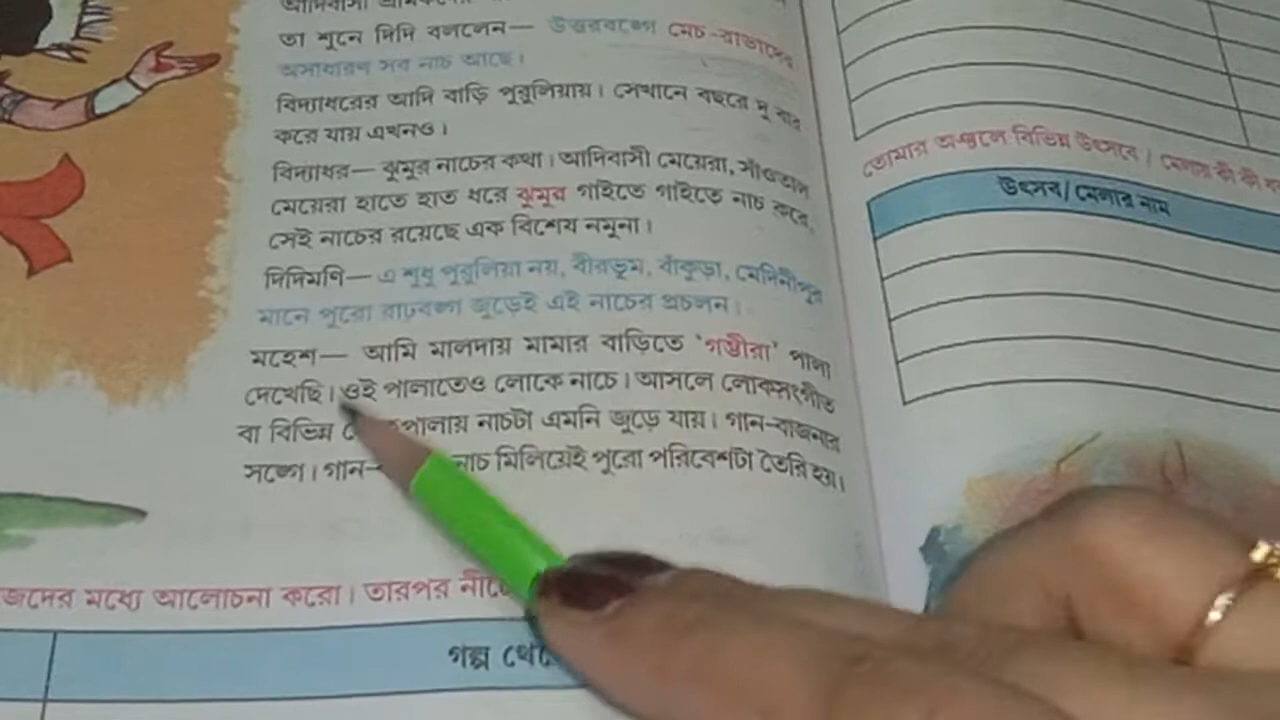 তা শুনে দিদি বললেন— উত্তরবঙ্গে মেচ-রাভাদের
অসাধারণ সব নাচ আছে।
বিদ্যাধরের আদি বাড়ি পুরুলিয়ায়। সেখানে বছরে দু বার
করে যায় এখনও।
বিদ্যাধর— ঝুমুর নাচের কথা। আদিবাসী মেয়েরা, সাঁওতাল
মেয়েরা হাতে হাত ধরে ঝুমুর গাইতে গাইতে নাচ করে,
সেই নাচের রয়েছে এক বিশেষ নমুনা।
দিদিমণি— এ শুধু পুরুলিয়া নয়, বীরভূম, বাঁকুড়া, মেদিনীপুর
মানে পুরো রাঢ়বঙ্গ জুড়েই এই নাচের প্রচলন।
মহেশ— আমি মালদায় মামার বাড়িতে 'গম্ভীরা' পালা
দেখেছি। ওই পালাতেও লোকে নাচে। আসলে লোকসংগীত
বা বিভিন্ন পালায় নাচটা এমনি জুড়ে যায়। গান-বাজনার
সঙ্গে। গান- নাচ মিলিয়েই পুরো পরিবেশটা তৈরি হয়।
মধ্যে আলোচনা করো। তারপর
গল্প
তোমার অঞ্চলে বিভিন্ন উৎসবে / মেলায় কী কী
উৎসব/মেলার নাম